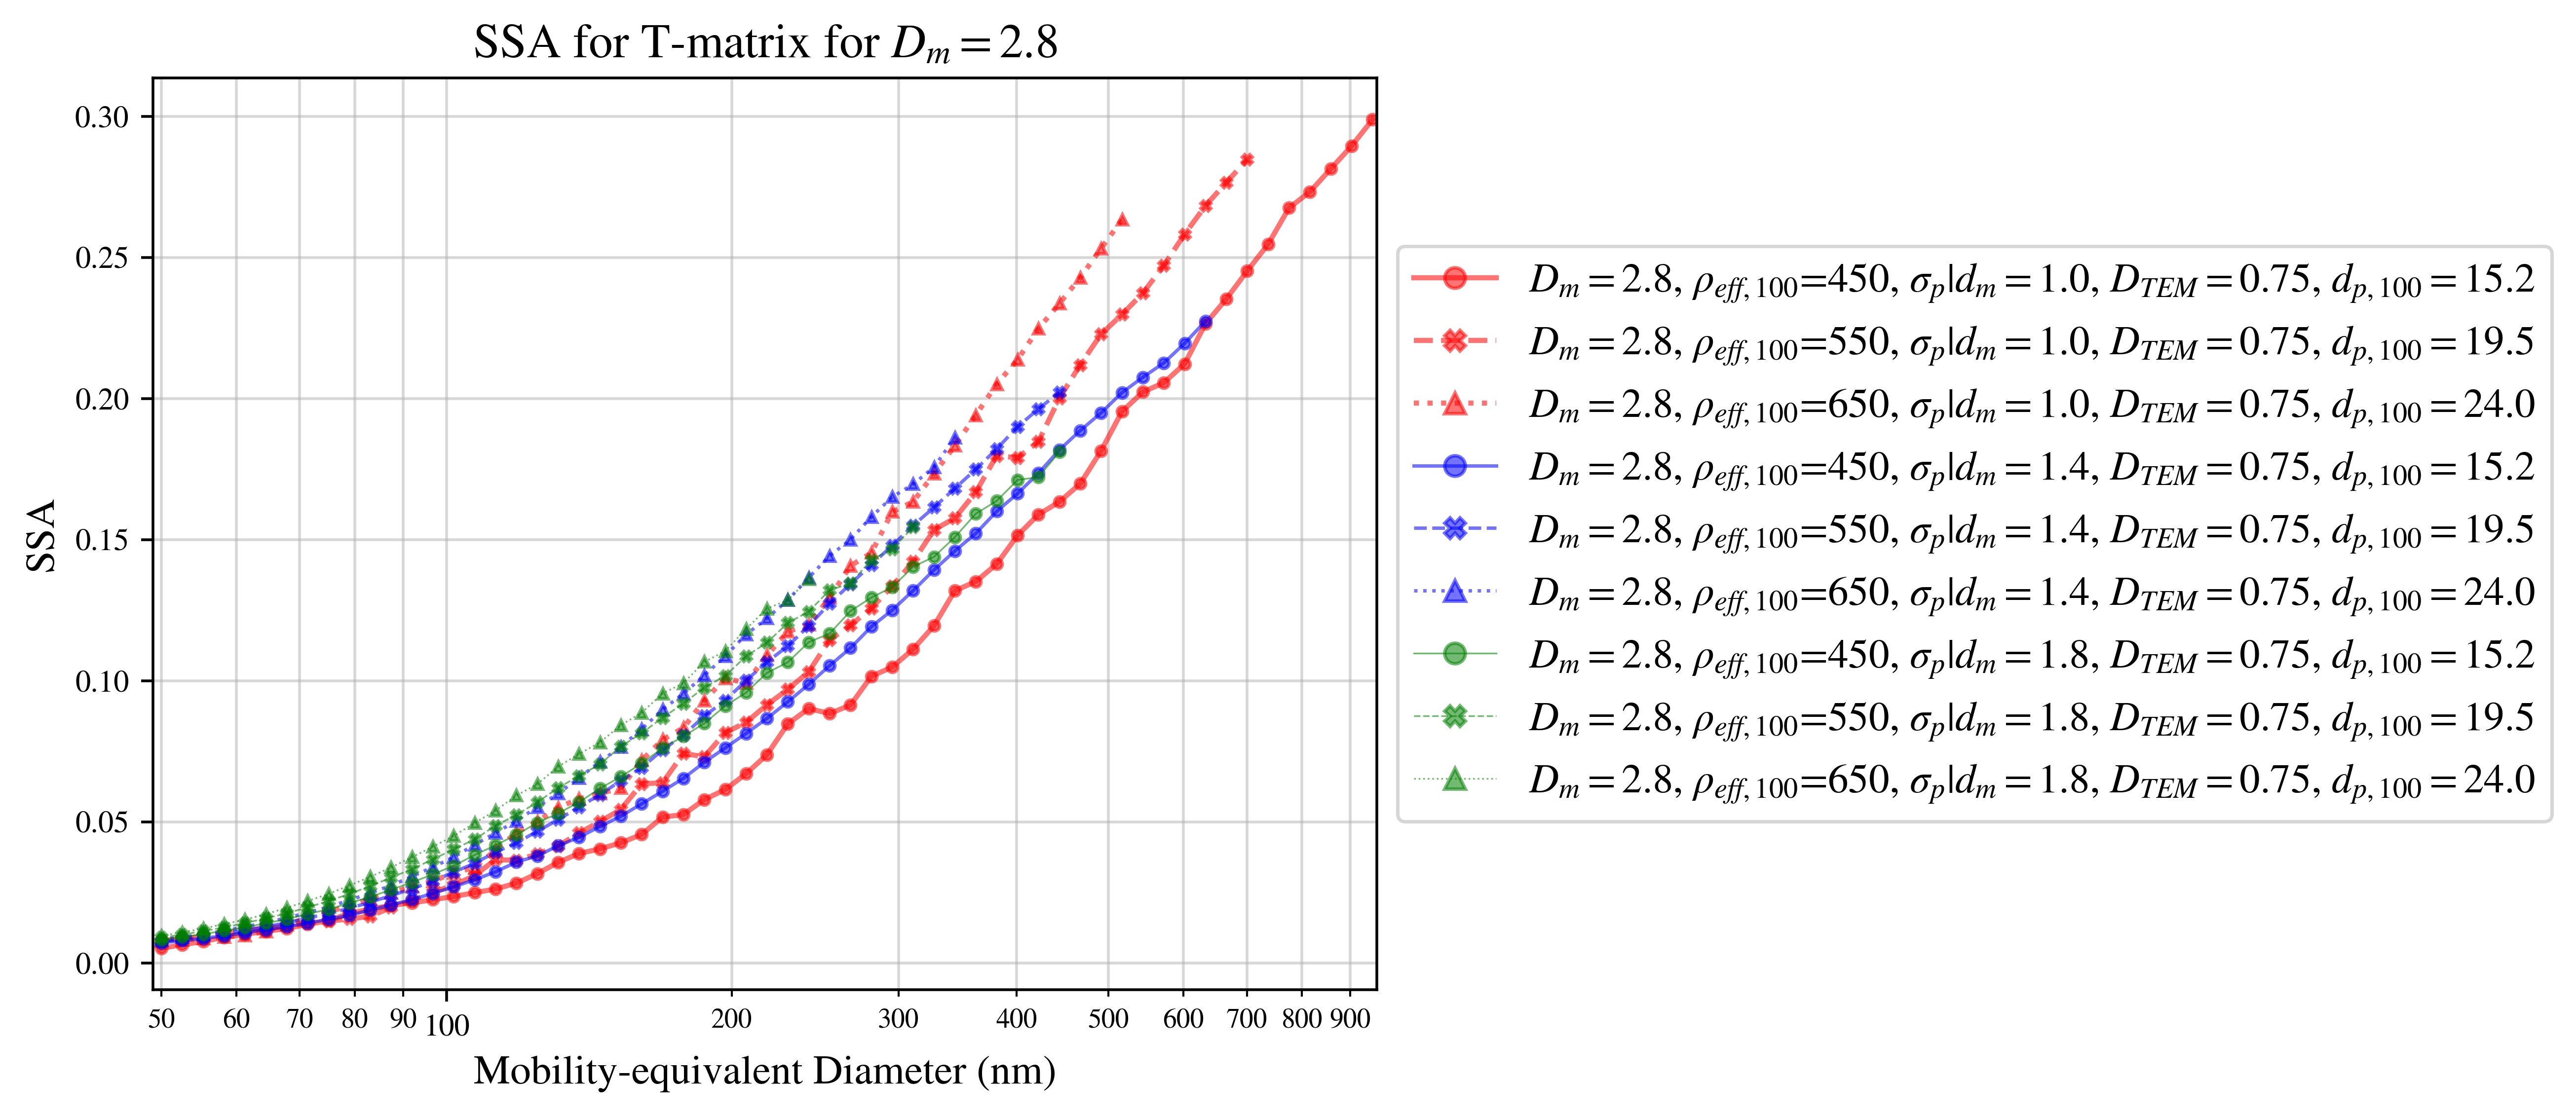 SSA for T-matrix for Dₘ = 2.8
0.30
0.25
0.20
0.15
0.10
0.05
0.00
SSA
50 60 70 80 90 100 200 300 400 500 600 700 800 900
Mobility-equivalent Diameter (nm)
D_m = 2.8, ρ_eff,100=450, σ_p|d_m = 1.0, D_TEM = 0.75, d_p,100 = 15.2
D_m = 2.8, ρ_eff,100=550, σ_p|d_m = 1.0, D_TEM = 0.75, d_p,100 = 19.5
D_m = 2.8, ρ_eff,100=650, σ_p|d_m = 1.0, D_TEM = 0.75, d_p,100 = 24.0
D_m = 2.8, ρ_eff,100=450, σ_p|d_m = 1.4, D_TEM = 0.75, d_p,100 = 15.2
D_m = 2.8, ρ_eff,100=550, σ_p|d_m = 1.4, D_TEM = 0.75, d_p,100 = 19.5
D_m = 2.8, ρ_eff,100=650, σ_p|d_m = 1.4, D_TEM = 0.75, d_p,100 = 24.0
D_m = 2.8, ρ_eff,100=450, σ_p|d_m = 1.8, D_TEM = 0.75, d_p,100 = 15.2
D_m = 2.8, ρ_eff,100=550, σ_p|d_m = 1.8, D_TEM = 0.75, d_p,100 = 19.5
D_m = 2.8, ρ_eff,100=650, σ_p|d_m = 1.8, D_TEM = 0.75, d_p,100 = 24.0